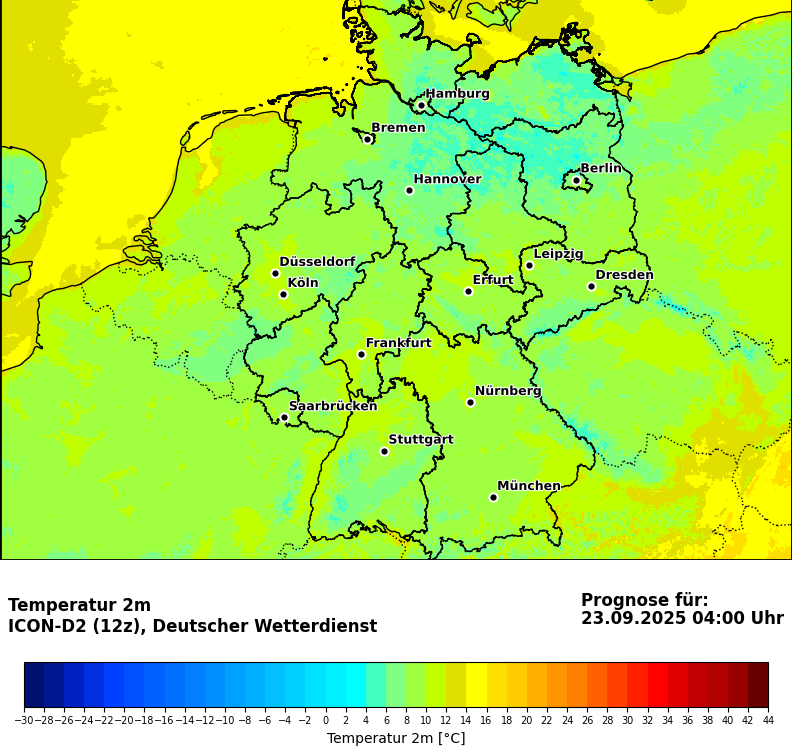 Hamburg
Bremen
Berlin
Hannover
Leipzig
Düsseldorf
Dresden
Köln
Erfurt
Frankfurt
Nürnberg
Saarbrücken
Stuttgart
München
Temperatur 2m
ICON-D2 (12z), Deutscher Wetterdienst
Prognose für:
23.09.2025 04:00 Uhr
−30 −28 −26 −24 −22 −20 −18 −16 −14 −12 −10 −8 −6 −4 −2 0 2 4 6 8 10 12 14 16 18 20 22 24 26 28 30 32 34 36 38 40 42 44
Temperatur 2m [°C]